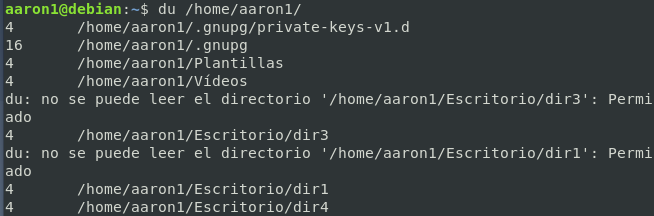 aaron1@debian:~$ du /home/aaron1/
4	/home/aaron1/.gnupg/private-keys-v1.d
16	/home/aaron1/.gnupg
4	/home/aaron1/Plantillas
4	/home/aaron1/Vídeos
du: no se puede leer el directorio '/home/aaron1/Escritorio/dir3': Permi
ado
4	/home/aaron1/Escritorio/dir3
du: no se puede leer el directorio '/home/aaron1/Escritorio/dir1': Permi
ado
4	/home/aaron1/Escritorio/dir1
4	/home/aaron1/Escritorio/dir4